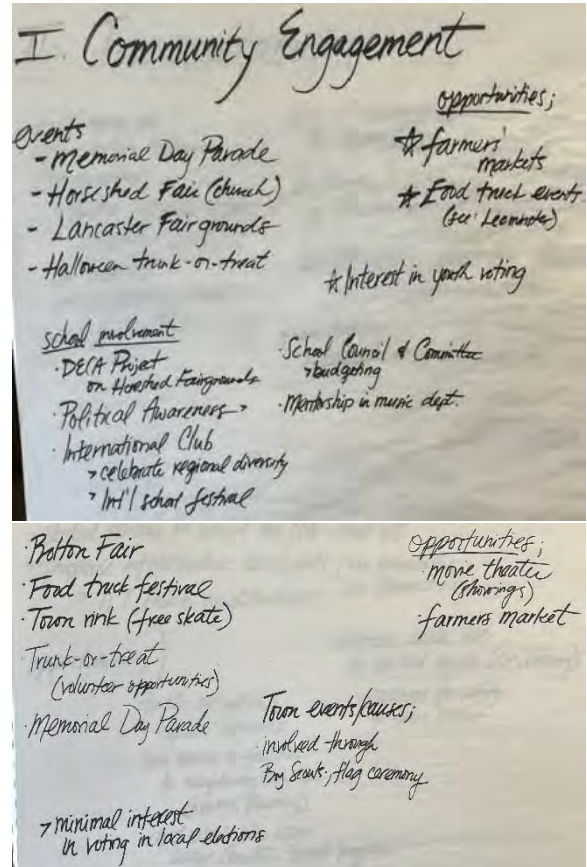 I. Community Engagement
events
- Memorial Day Parade
- Horseshed Fair (church)
- Lancaster Fairgrounds
- Halloween trunk-or-treat
opportunities;
☆ farmers'
markets
☆ Food truck events
(see: Leominster)
☆ Interest in youth voting
school involvement
· DECA Project
on Horeshed Fairgrounds
· Political Awareness >
· International Club
> celebrate regional diversity
> Int'l school festival
· School Council & Committee
> budgeting
· Mentorship in music dept.
· Bolton Fair
· Food truck festival
· Town rink (free skate)
· Trunk-or-treat
(volunteer opportunities)
· Memorial Day Parade
opportunities;
· movie theater
(showings)
· farmers market
Town events/causes;
· involved through
Boy Scouts; flag ceremony
> minimal interest
in voting in local elections